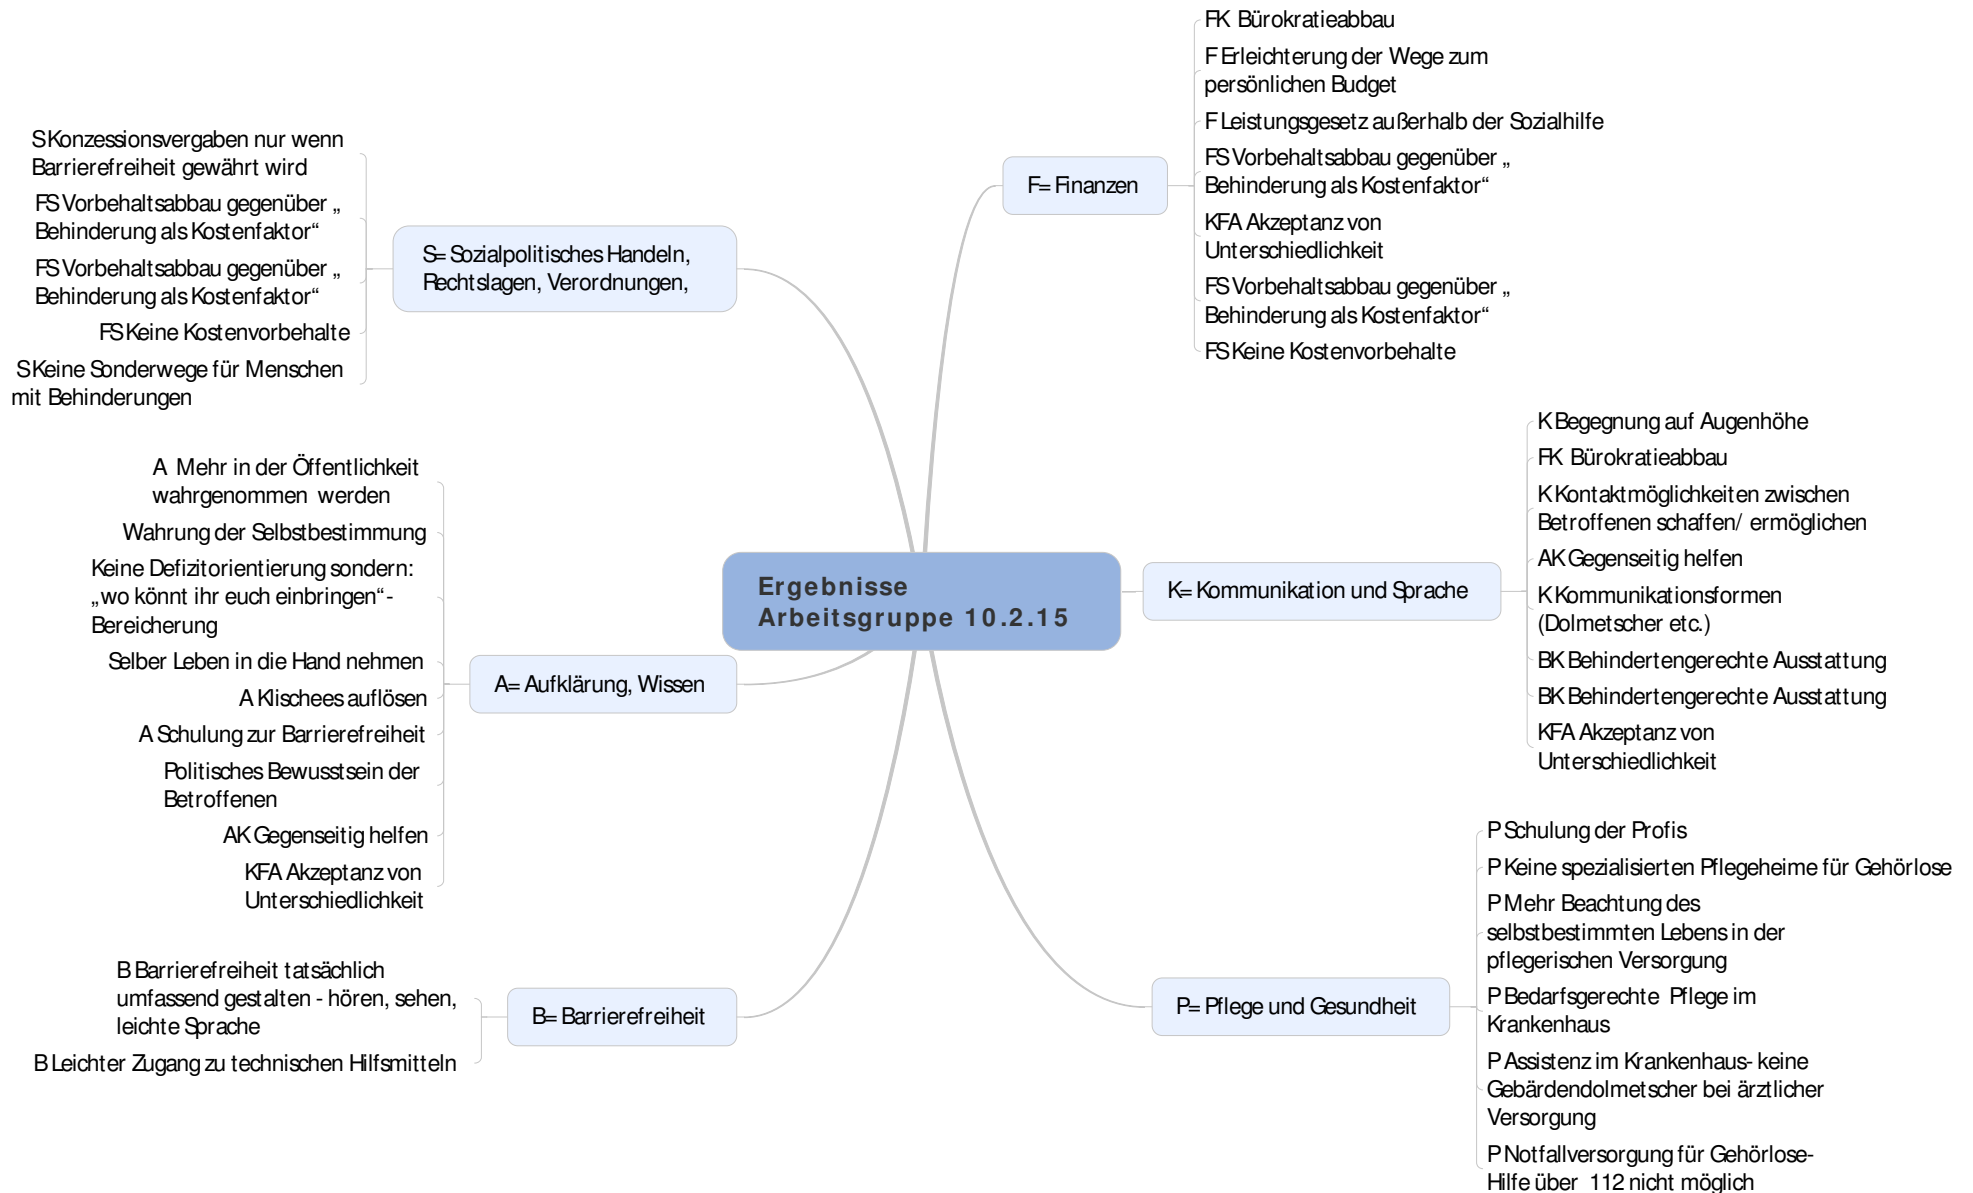 Ergebnisse
Arbeitsgruppe 10.2.15
F= Finanzen
FK Bürokratieabbau
F Erleichterung der Wege zum
persönlichen Budget
F Leistungsgesetz außerhalb der Sozialhilfe
FS Vorbehaltsabbau gegenüber „
Behinderung als Kostenfaktor“
KFA Akzeptanz von
Unterschiedlichkeit
FS Vorbehaltsabbau gegenüber „
Behinderung als Kostenfaktor“
FS Keine Kostenvorbehalte
K= Kommunikation und Sprache
K Begegnung auf Augenhöhe
FK Bürokratieabbau
K Kontaktmöglichkeiten zwischen
Betroffenen schaffen/ ermöglichen
AK Gegenseitig helfen
K Kommunikationsformen
(Dolmetscher etc.)
BK Behindertengerechte Ausstattung
BK Behindertengerechte Ausstattung
KFA Akzeptanz von
Unterschiedlichkeit
P= Pflege und Gesundheit
P Schulung der Profis
P Keine spezialisierten Pflegeheime für Gehörlose
P Mehr Beachtung des
selbstbestimmten Lebens in der
pflegerischen Versorgung
P Bedarfsgerechte Pflege im
Krankenhaus
P Assistenz im Krankenhaus- keine
Gebärdendolmetscher bei ärztlicher
Versorgung
P Notfallversorgung für Gehörlose-
Hilfe über 112 nicht möglich
S= Sozialpolitisches Handeln,
Rechtslagen, Verordnungen,
S Konzessionsvergaben nur wenn
Barrierefreiheit gewährt wird
FS Vorbehaltsabbau gegenüber „
Behinderung als Kostenfaktor“
FS Vorbehaltsabbau gegenüber „
Behinderung als Kostenfaktor“
FS Keine Kostenvorbehalte
S Keine Sonderwege für Menschen
mit Behinderungen
A= Aufklärung, Wissen
A Mehr in der Öffentlichkeit
wahrgenommen werden
Wahrung der Selbstbestimmung
Keine Defizitorientierung sondern:
„wo könnt ihr euch einbringen“ -
Bereicherung
Selber Leben in die Hand nehmen
A Klischees auflösen
A Schulung zur Barrierefreiheit
Politisches Bewusstsein der
Betroffenen
AK Gegenseitig helfen
KFA Akzeptanz von
Unterschiedlichkeit
B= Barrierefreiheit
B Barrierefreiheit tatsächlich
umfassend gestalten - hören, sehen,
leichte Sprache
B Leichter Zugang zu technischen Hilfsmitteln